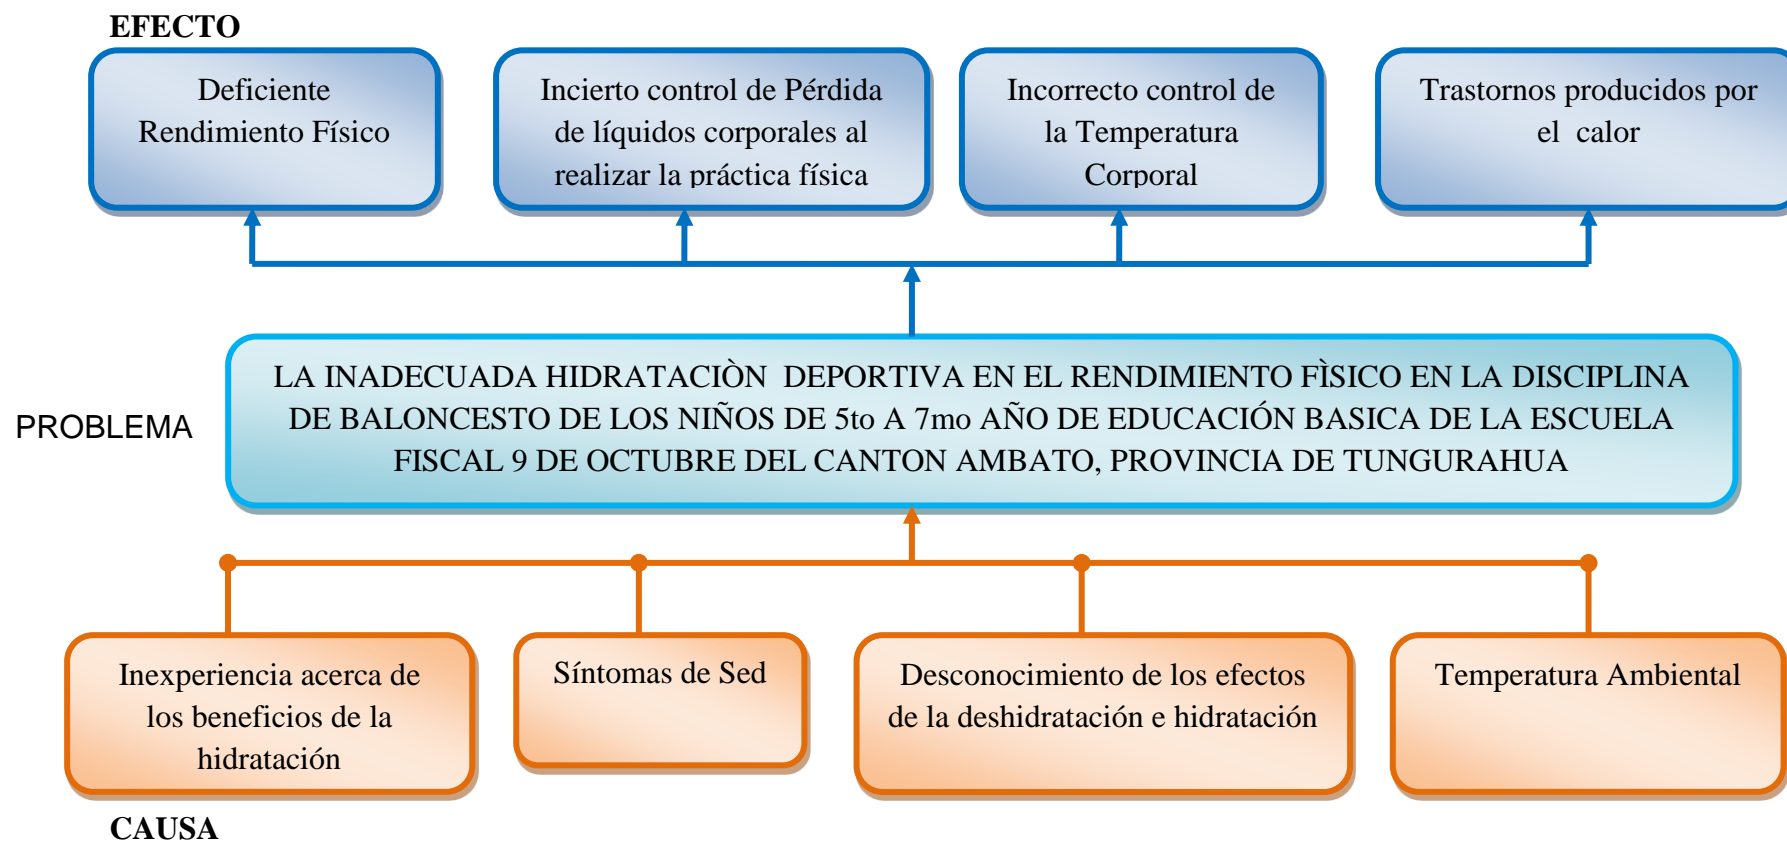 EFECTO
Deficiente
Rendimiento Físico
Incierto control de Pérdida
de líquidos corporales al
realizar la práctica física
Incorrecto control de
la Temperatura
Corporal
Trastornos producidos por
el calor
PROBLEMA
LA INADECUADA HIDRATACIÒN DEPORTIVA EN EL RENDIMIENTO FÌSICO EN LA DISCIPLINA
DE BALONCESTO DE LOS NIÑOS DE 5to A 7mo AÑO DE EDUCACIÓN BASICA DE LA ESCUELA
FISCAL 9 DE OCTUBRE DEL CANTON AMBATO, PROVINCIA DE TUNGURAHUA
Inexperiencia acerca de
los beneficios de la
hidratación
Síntomas de Sed
Desconocimiento de los efectos
de la deshidratación e hidratación
Temperatura Ambiental
CAUSA